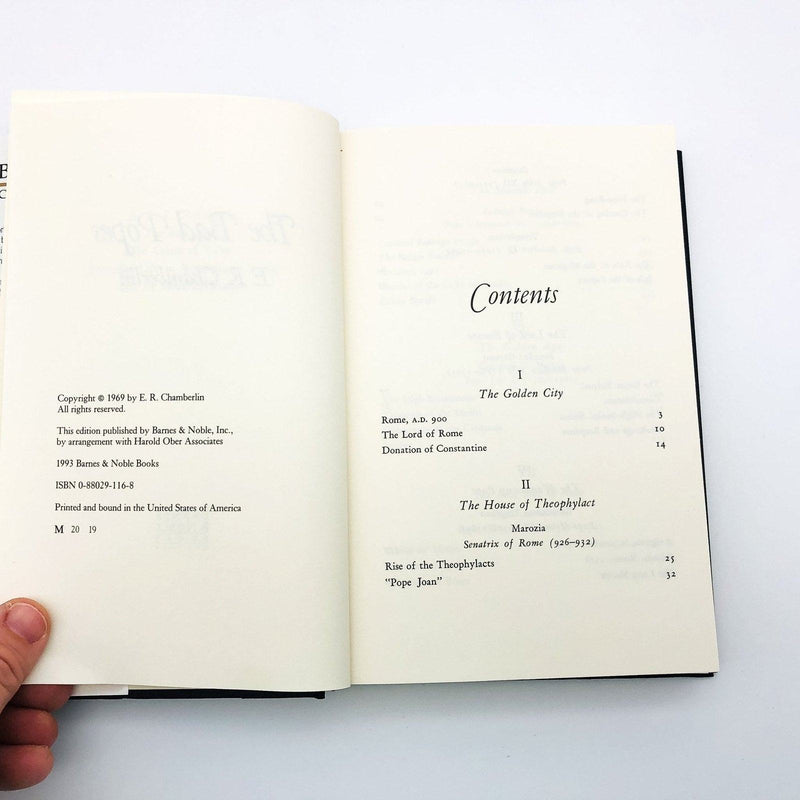 Copyright © 1969 by E. R. Chamberlin
All rights reserved.
This edition published by Barnes & Noble, Inc.,
by arrangement with Harold Ober Associates
1993 Barnes & Noble Books
ISBN 0-88029-116-8
Printed and bound in the United States of America
M 20 19
Contents
I
The Golden City
Rome, A.D. 900 3
The Lord of Rome 10
Donation of Constantine 14
II
The House of Theophylact
Marozia
Senatrix of Rome (926–932)
Rise of the Theophylacts 25
"Pope Joan" 32